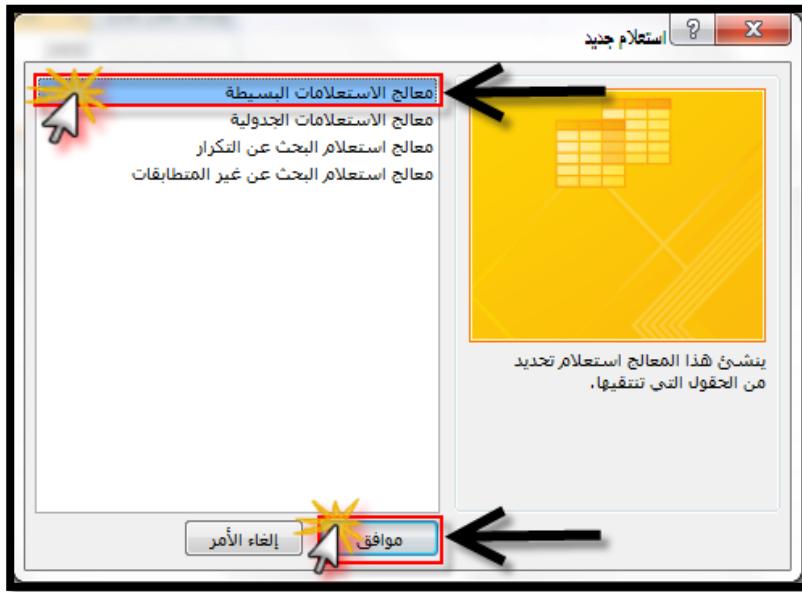 استعلام جديد
معالج الاستعلامات البسيطة
معالج الاستعلامات الجدولية
معالج استعلام البحث عن التكرار
معالج استعلام البحث عن غير المتطابقات
ينشئ هذا المعالج استعلام تحديد
من الحقول التي تنتقيها.
موافق
إلغاء الأمر